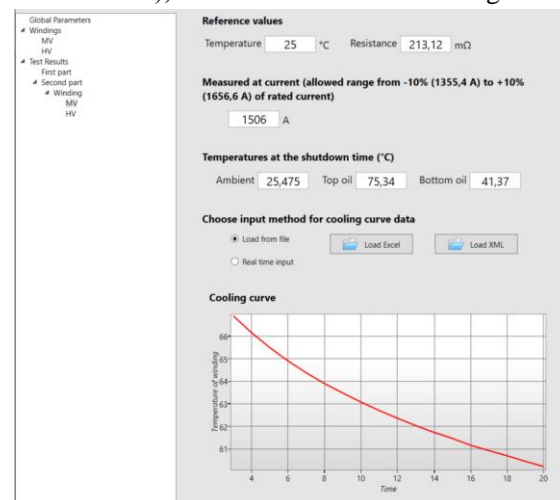 Global Parameters
Windings
MV
HV
Test Results
First part
Second part
Winding
MV
HV
Reference values
Temperature 25 °C Resistance 213,12 mΩ
Measured at current (allowed range from -10% (1355,4 A) to +10%
(1656,6 A) of rated current)
1506 A
Temperatures at the shutdown time (°C)
Ambient 25,475 Top oil 75,34 Bottom oil 41,37
Choose input method for cooling curve data
Load from file Load Excel Load XML
Real time input
Cooling curve
Temperature of winding
66
65
64
63
62
61
4 6 8 10 12 14 16 18 20
Time